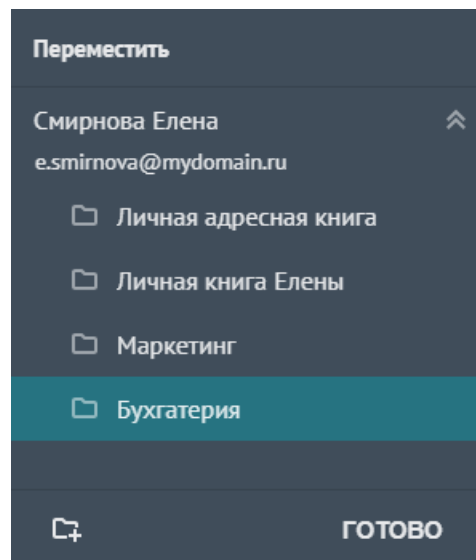 Переместить
Смирнова Елена
e.smirnova@mydomain.ru
Личная адресная книга
Личная книга Елены
Маркетинг
Бухгатерия
ГОТОВО